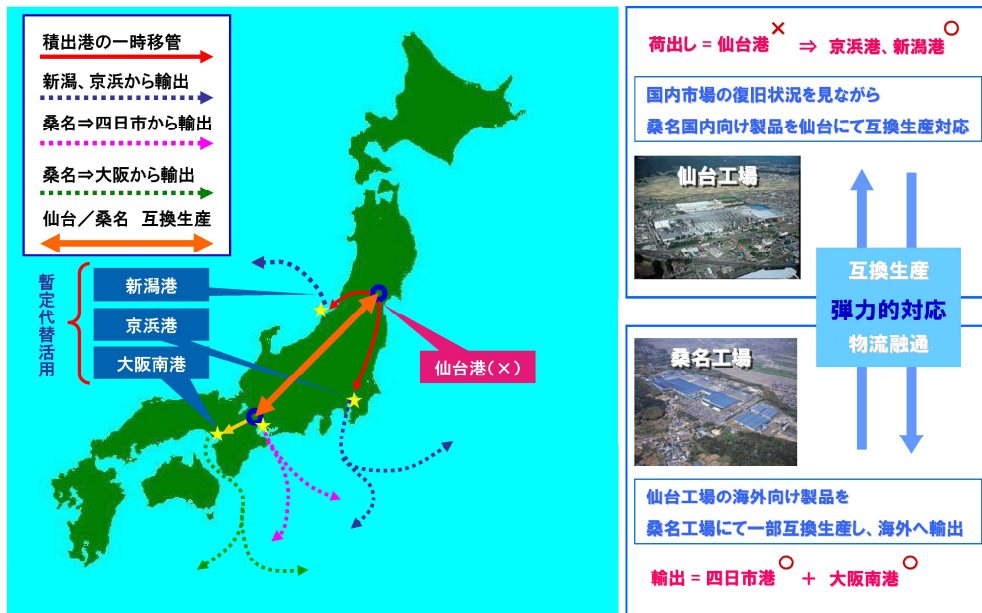 積出港の一時移管
新潟、京浜から輸出
桑名⇒四日市から輸出
桑名⇒大阪から輸出
仙台／桑名 互換生産
暫定代替活用
新潟港
京浜港
大阪南港
仙台港(×)
荷出し＝仙台港× ⇒ 京浜港、新潟港○
国内市場の復旧状況を見ながら
桑名国内向け製品を仙台にて互換生産対応
仙台工場
互換生産
弾力的対応
物流融通
桑名工場
仙台工場の海外向け製品を
桑名工場にて一部互換生産し、海外へ輸出
輸出＝四日市港○ ＋ 大阪南港○